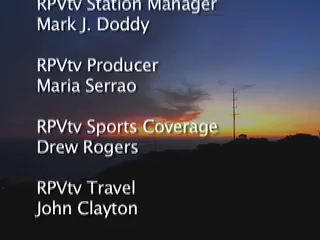 RPVtv Station Manager
Mark J. Doddy
RPVtv Producer
Maria Serrao
RPVtv Sports Coverage
Drew Rogers
RPVtv Travel
John Clayton